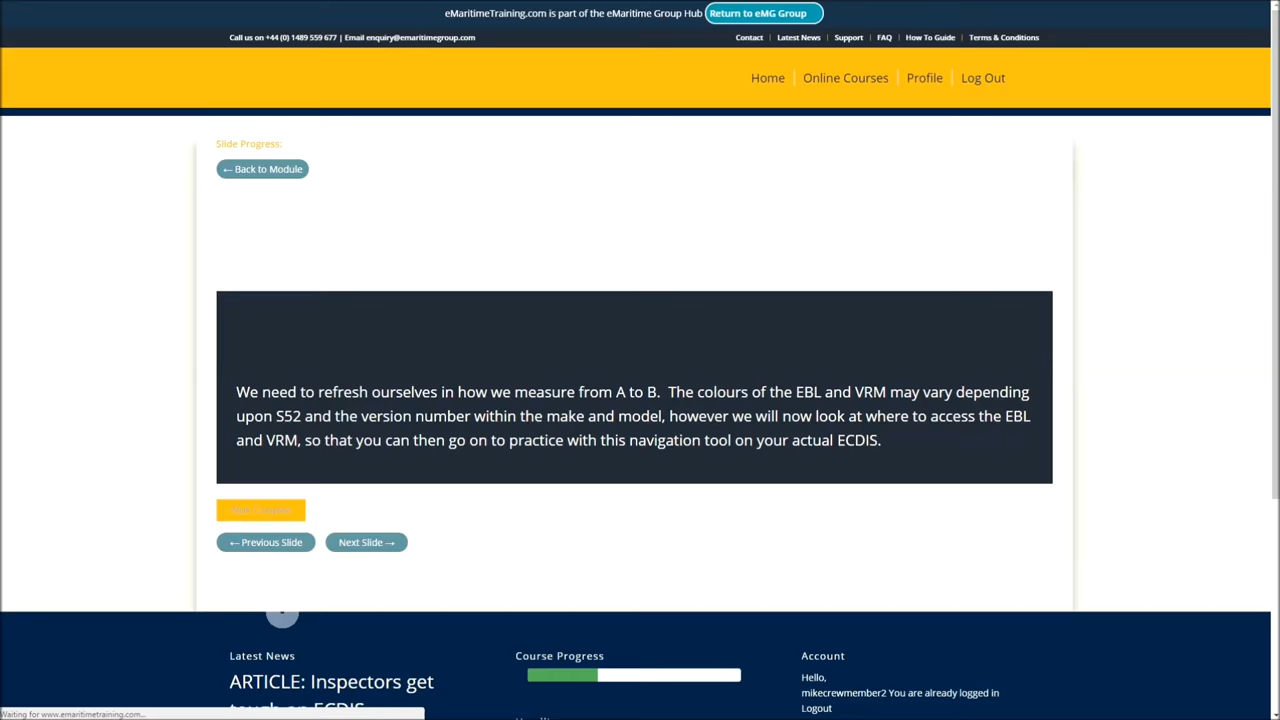 eMaritimeTraining.com is part of the eMaritime Group Hub Return to eMG Group
Call us on +44 (0) 1489 559 677 | Email enquiry@emaritimegroup.com
Contact | Latest News | Support | FAQ | How To Guide | Terms & Conditions
Home Online Courses Profile Log Out
Slide Progress:
← Back to Module
We need to refresh ourselves in how we measure from A to B. The colours of the EBL and VRM may vary depending
upon S52 and the version number within the make and model, however we will now look at where to access the EBL
and VRM, so that you can then go on to practice with this navigation tool on your actual ECDIS.
← Previous Slide Next Slide →
Latest News
ARTICLE: Inspectors get
tough on ECDIS
Course Progress
Account
Hello,
mikecrewmember2 You are already logged in
Logout
Waiting for www.emaritimetraining.com...